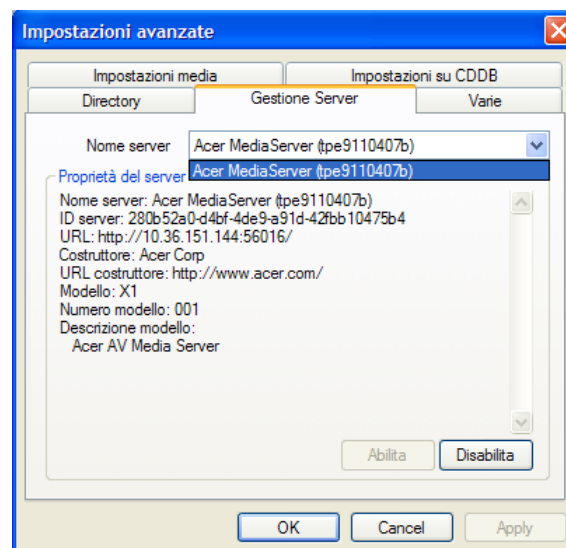 Impostazioni avanzate
Impostazioni media
Impostazioni su CDDB
Directory
Gestione Server
Varie
Nome server
Acer MediaServer (tpe9110407b)
Acer MediaServer (tpe9110407b)
Proprietà del server
Nome server: Acer MediaServer (tpe9110407b)
ID server: 280b52a0-d4bf-4de9-a91d-42fbb10475b4
URL: http://10.36.151.144:56016/
Costruttore: Acer Corp
URL costruttore: http://www.acer.com/
Modello: X1
Numero modello: 001
Descrizione modello:
Acer AV Media Server
Abilita
Disabilita
OK
Cancel
Apply